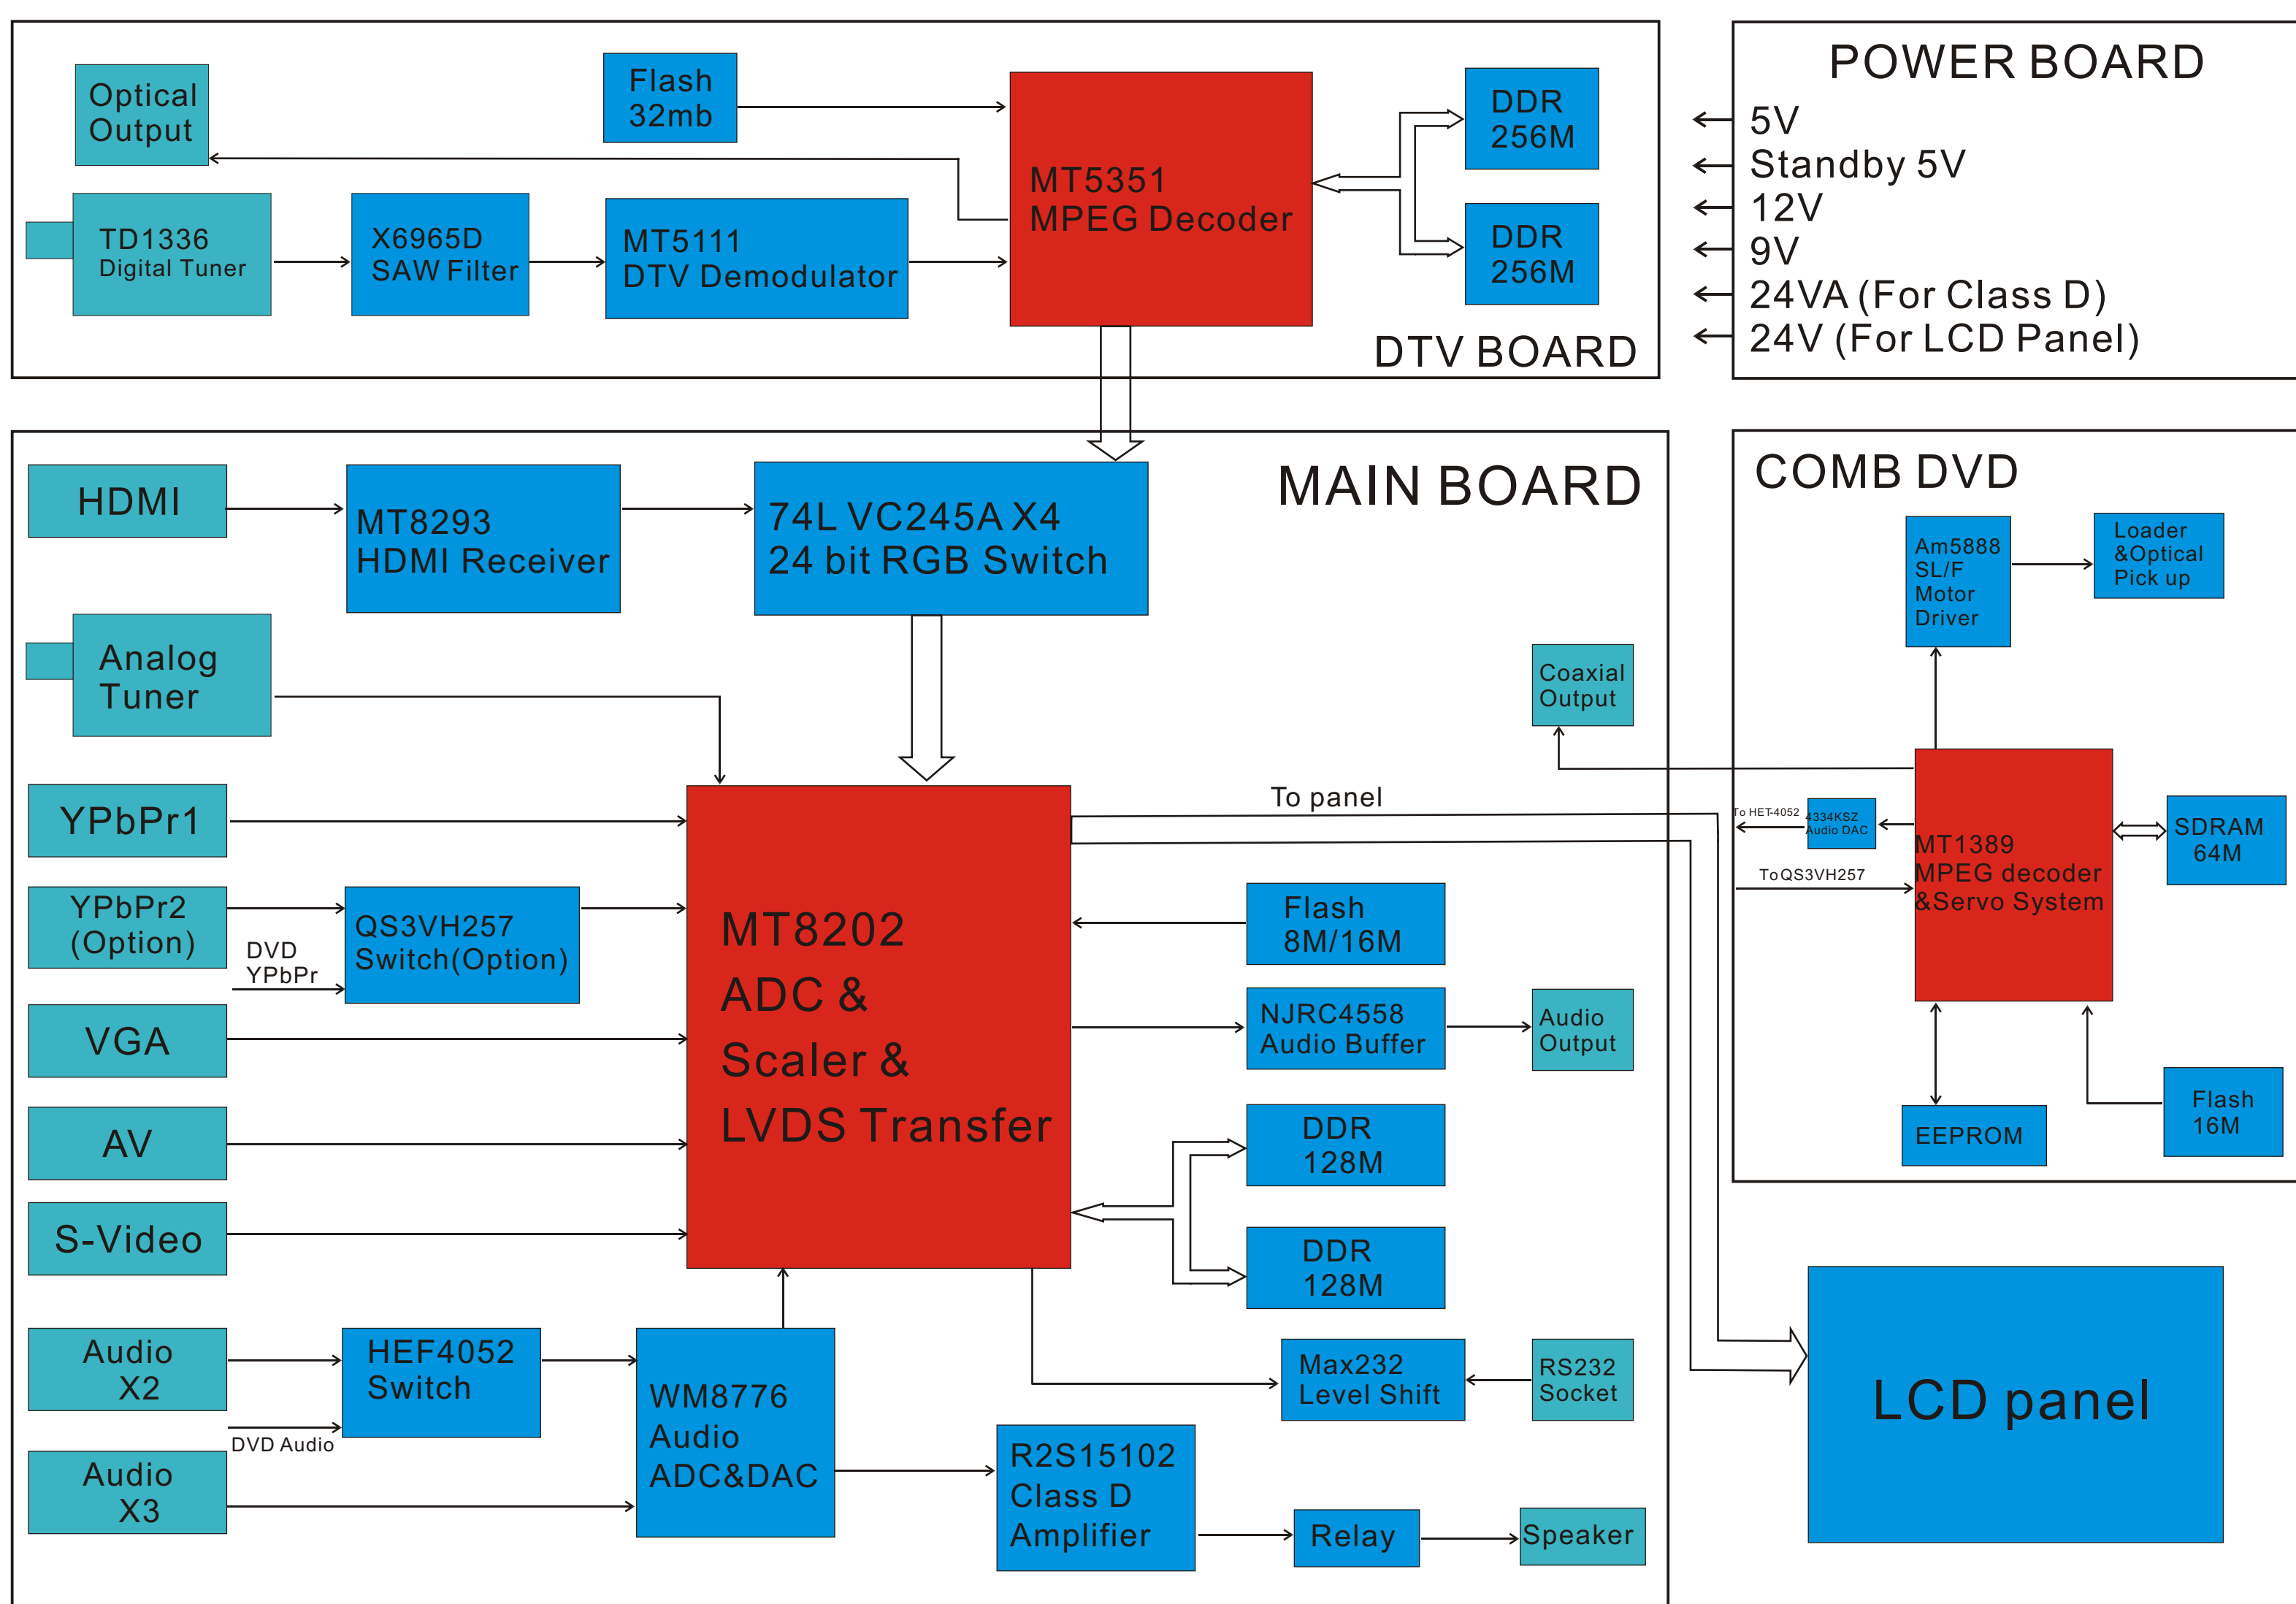 Optical
Output
Flash
32mb
MT5351
MPEG Decoder
DDR
256M
DDR
256M
TD1336
Digital Tuner
X6965D
SAW Filter
MT5111
DTV Demodulator
DTV BOARD
POWER BOARD
5V
Standby 5V
12V
9V
24VA (For Class D)
24V (For LCD Panel)
MAIN BOARD
HDMI
MT8293
HDMI Receiver
74L VC245A X4
24 bit RGB Switch
Analog
Tuner
Coaxial
Output
YPbPr1
To panel
YPbPr2
(Option)
DVD
YPbPr
QS3VH257
Switch(Option)
MT8202
ADC &
Scaler &
LVDS Transfer
Flash
8M/16M
VGA
NJRC4558
Audio Buffer
Audio
Output
AV
DDR
128M
S-Video
DDR
128M
Audio
X2
HEF4052
Switch
DVD Audio
Audio
X3
WM8776
Audio
ADC&DAC
Max232
Level Shift
RS232
Socket
R2S15102
Class D
Amplifier
Relay
Speaker
COMB DVD
Am5888
SL/F
Motor
Driver
Loader
&Optical
Pick up
To HET-4052
4334KSZ
Audio DAC
ToQS3VH257
MT1389
MPEG decoder
&Servo System
SDRAM
64M
EEPROM
Flash
16M
LCD panel